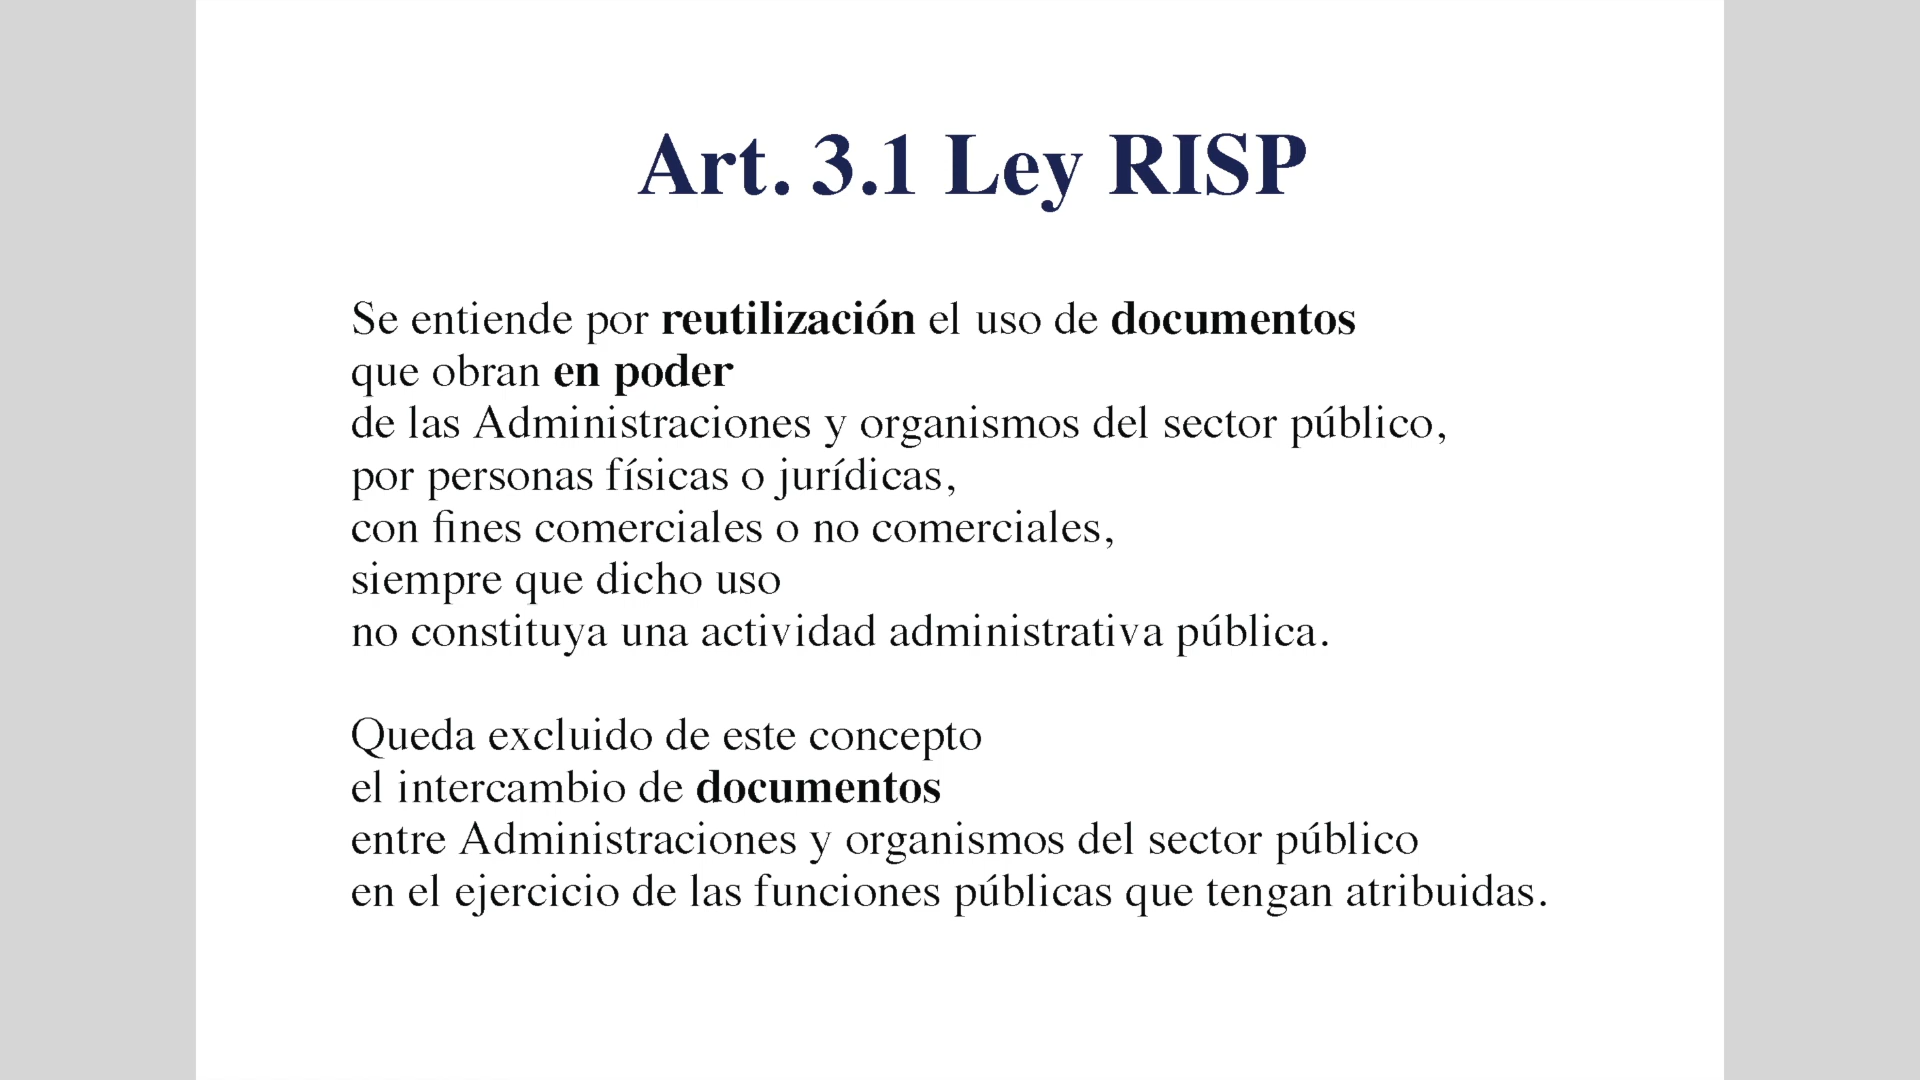 Art. 3.1 Ley RISP
Se entiende por reutilización el uso de documentos
que obran en poder
de las Administraciones y organismos del sector público,
por personas físicas o jurídicas,
con fines comerciales o no comerciales,
siempre que dicho uso
no constituya una actividad administrativa pública.
Queda excluido de este concepto
el intercambio de documentos
entre Administraciones y organismos del sector público
en el ejercicio de las funciones públicas que tengan atribuidas.